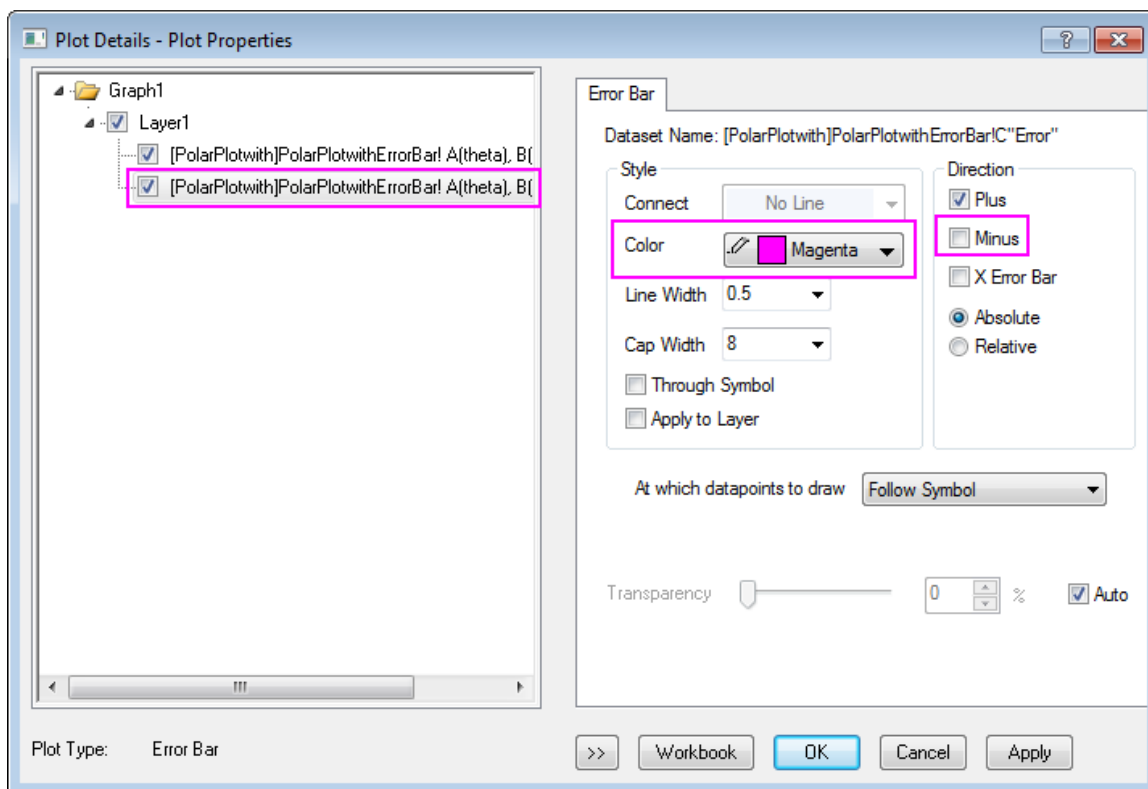 Plot Details - Plot Properties
Graph1
Layer1
[PolarPlotwith]PolarPlotwithErrorBar! A(theta), B(
[PolarPlotwith]PolarPlotwithErrorBar! A(theta), B(
Error Bar
Dataset Name: [PolarPlotwith]PolarPlotwithErrorBar!C"Error"
Style
Connect No Line
Color Magenta
Line Width 0.5
Cap Width 8
Through Symbol
Apply to Layer
Direction
Plus
Minus
X Error Bar
Absolute
Relative
At which datapoints to draw Follow Symbol
Transparency 0 % Auto
Plot Type: Error Bar
>> Workbook OK Cancel Apply